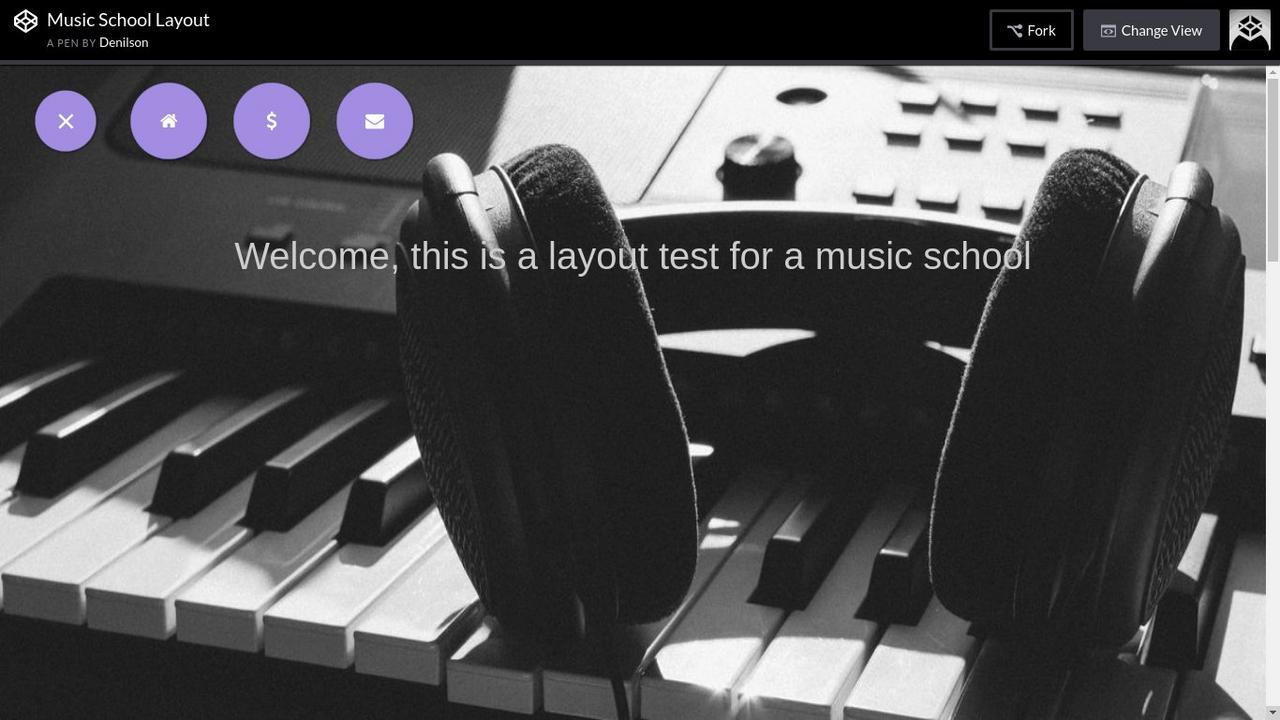 Music School Layout
A PEN BY Denilson
Fork
Change View
$
Welcome, this is a layout test for a music school